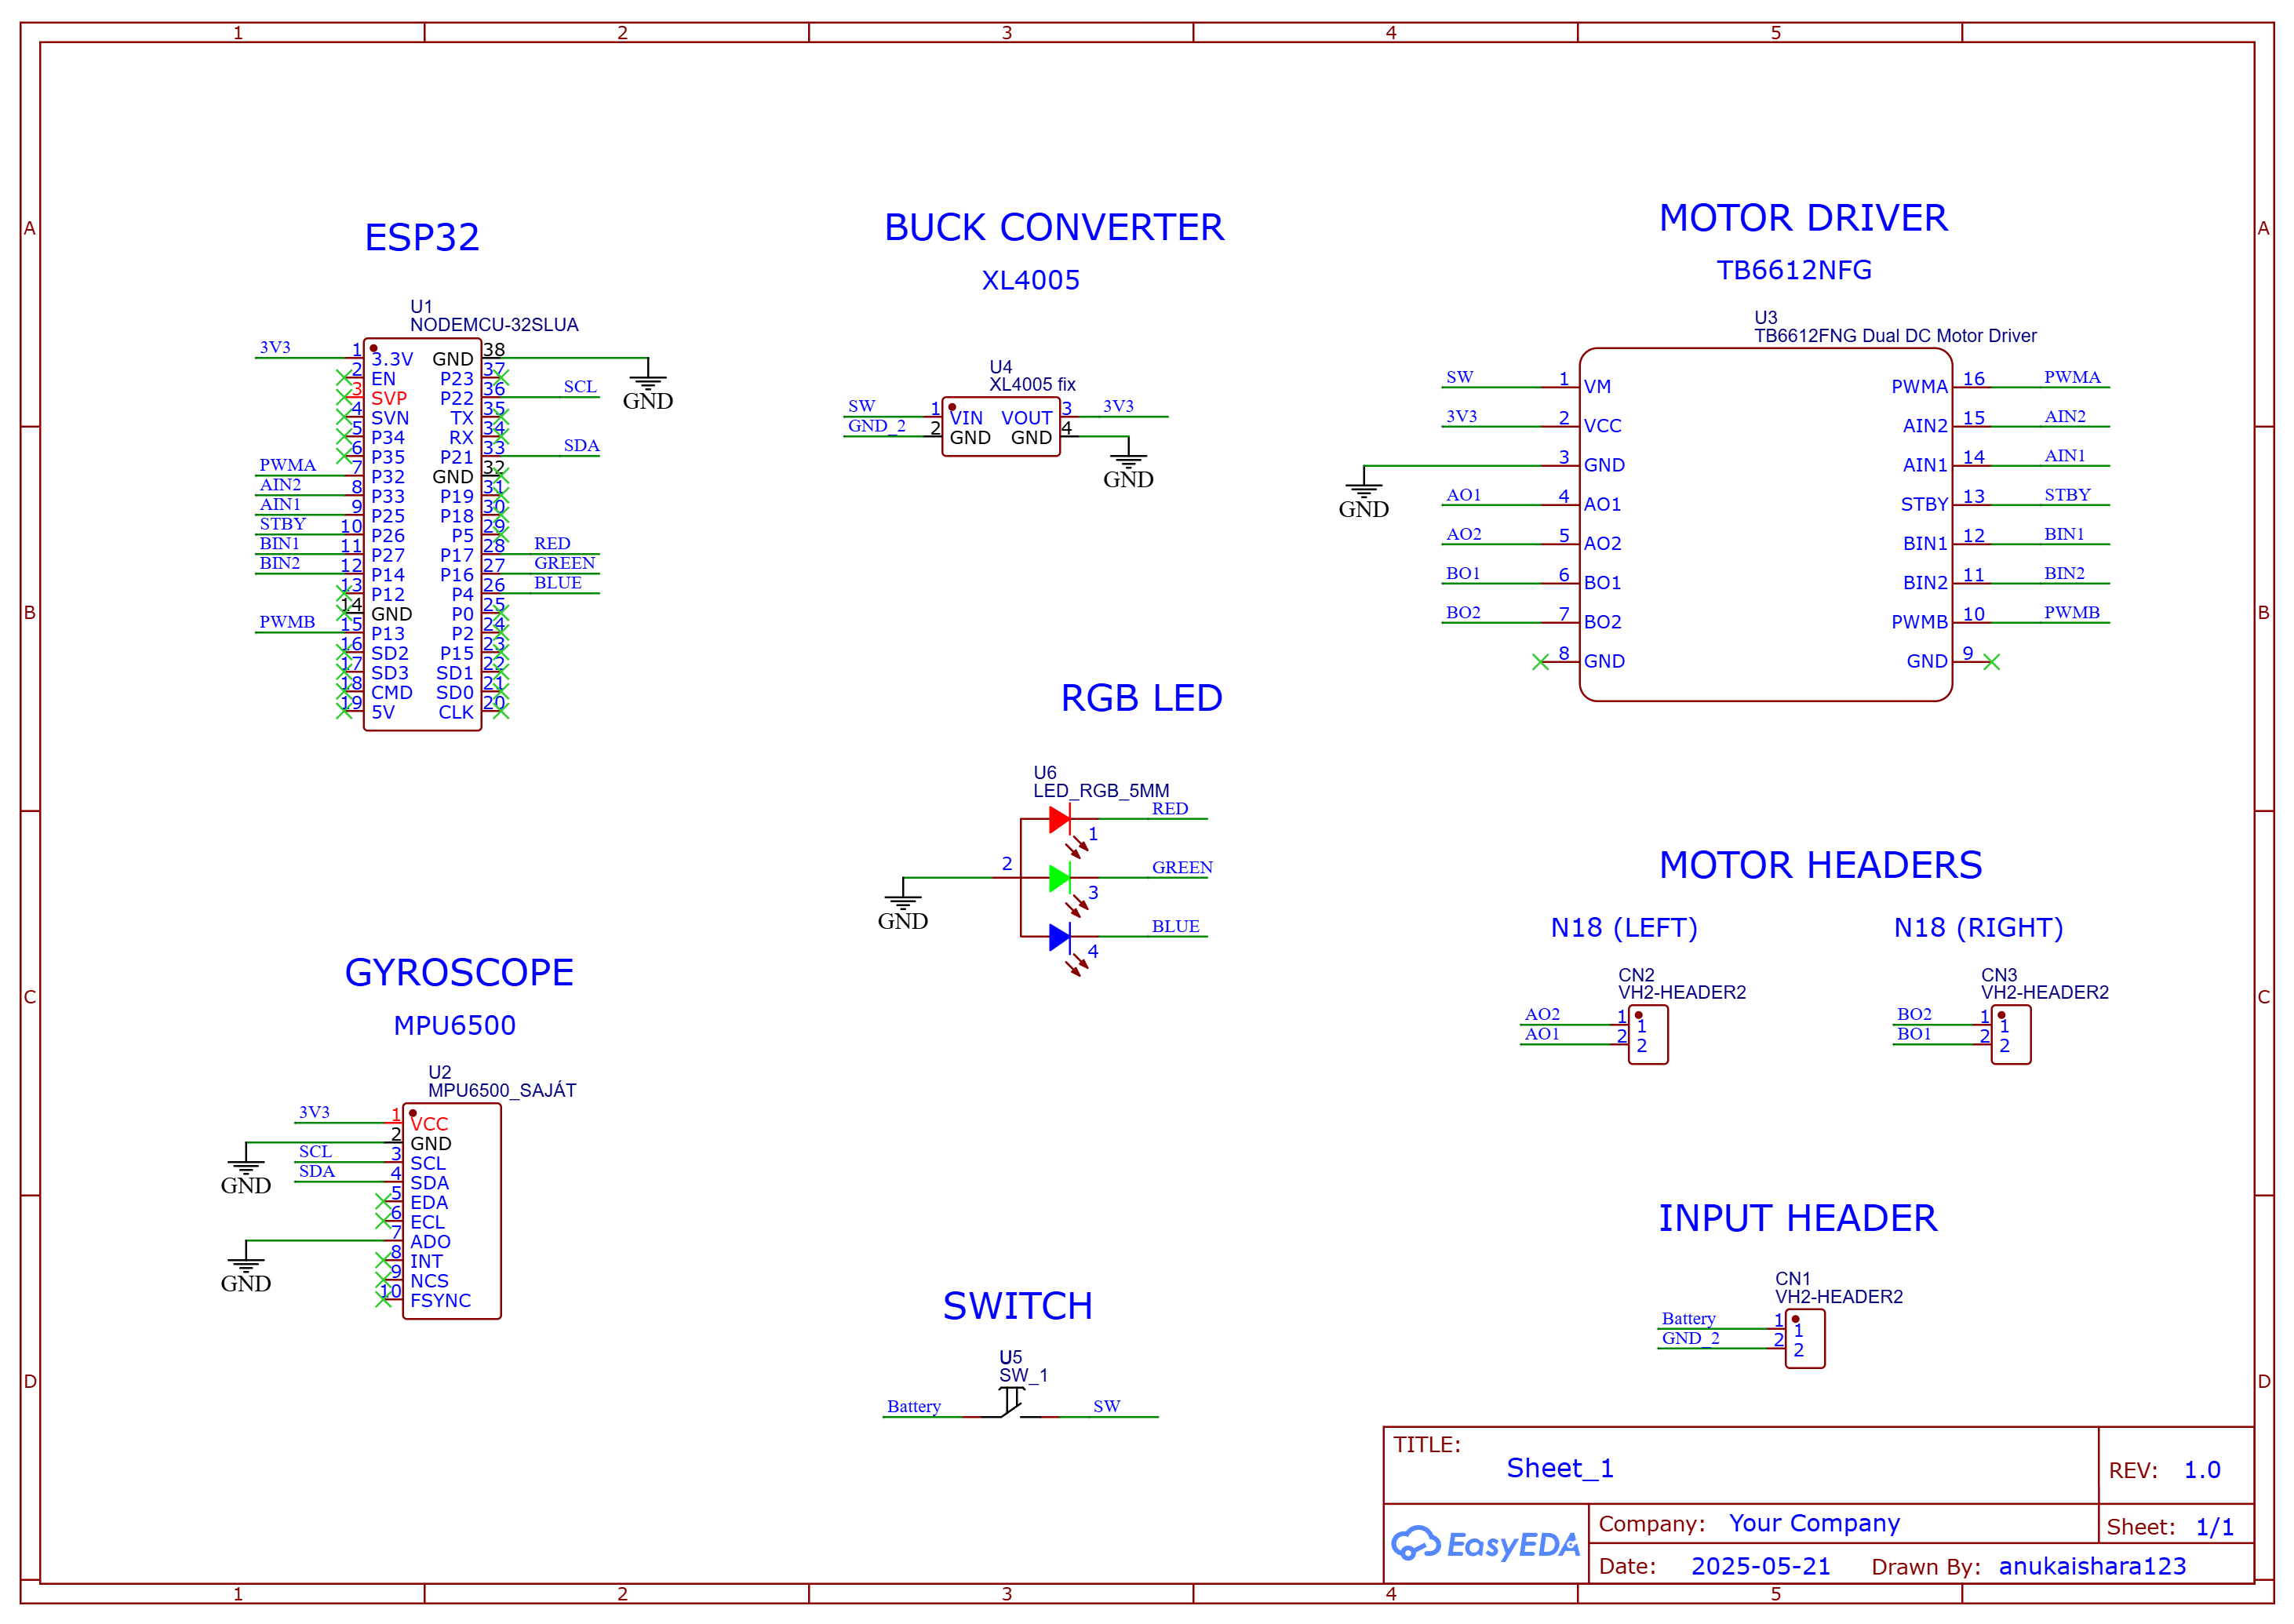 1 2 3 4 5
A A
B B
C C
D D
ESP32
U1
NODEMCU-32SLUA
3V3 1 3.3V GND 38
GND
2 EN P23 37
3 SVP P22 36 SCL
4 SVN TX 35
5 P34 RX 34
6 P35 P21 33 SDA
PWMA 7 P32 GND 32
AIN2 8 P33 P19 31
AIN1 9 P25 P18 30
STBY 10 P26 P5 29
BIN1 11 P27 P17 28 RED
BIN2 12 P14 P16 27 GREEN
13 P12 P4 26 BLUE
14 GND P0 25
PWMB 15 P13 P2 24
16 SD2 P15 23
17 SD3 SD1 22
18 CMD SD0 21
19 5V CLK 20
BUCK CONVERTER
XL4005
U4
XL4005 fix
SW 1 VIN VOUT 3 3V3
GND_2 2 GND GND 4
GND
MOTOR DRIVER
TB6612NFG
U3
TB6612FNG Dual DC Motor Driver
SW 1 VM PWMA 16 PWMA
3V3 2 VCC AIN2 15 AIN2
3 GND AIN1 14 AIN1
GND
AO1 4 AO1 STBY 13 STBY
AO2 5 AO2 BIN1 12 BIN1
BO1 6 BO1 BIN2 11 BIN2
BO2 7 BO2 PWMB 10 PWMB
8 GND GND 9
RGB LED
U6
LED_RGB_5MM
1 RED
2 3 GREEN
4 BLUE
GND
GYROSCOPE
MPU6500
U2
MPU6500_SAJÁT
3V3 1 VCC
2 GND
GND
SCL 3 SCL
SDA 4 SDA
5 EDA
6 ECL
7 ADO
GND
8 INT
9 NCS
10 FSYNC
MOTOR HEADERS
N18 (LEFT)
CN2
VH2-HEADER2
AO2 1 1
AO1 2 2
N18 (RIGHT)
CN3
VH2-HEADER2
BO2 1 1
BO1 2 2
INPUT HEADER
CN1
VH2-HEADER2
Battery 1 1
GND_2 2 2
SWITCH
U5
SW_1
Battery SW
TITLE:
Sheet_1
REV: 1.0
EasyEDA
Company: Your Company
Sheet: 1/1
Date: 2025-05-21 Drawn By: anukaishara123
1 2 3 4 5